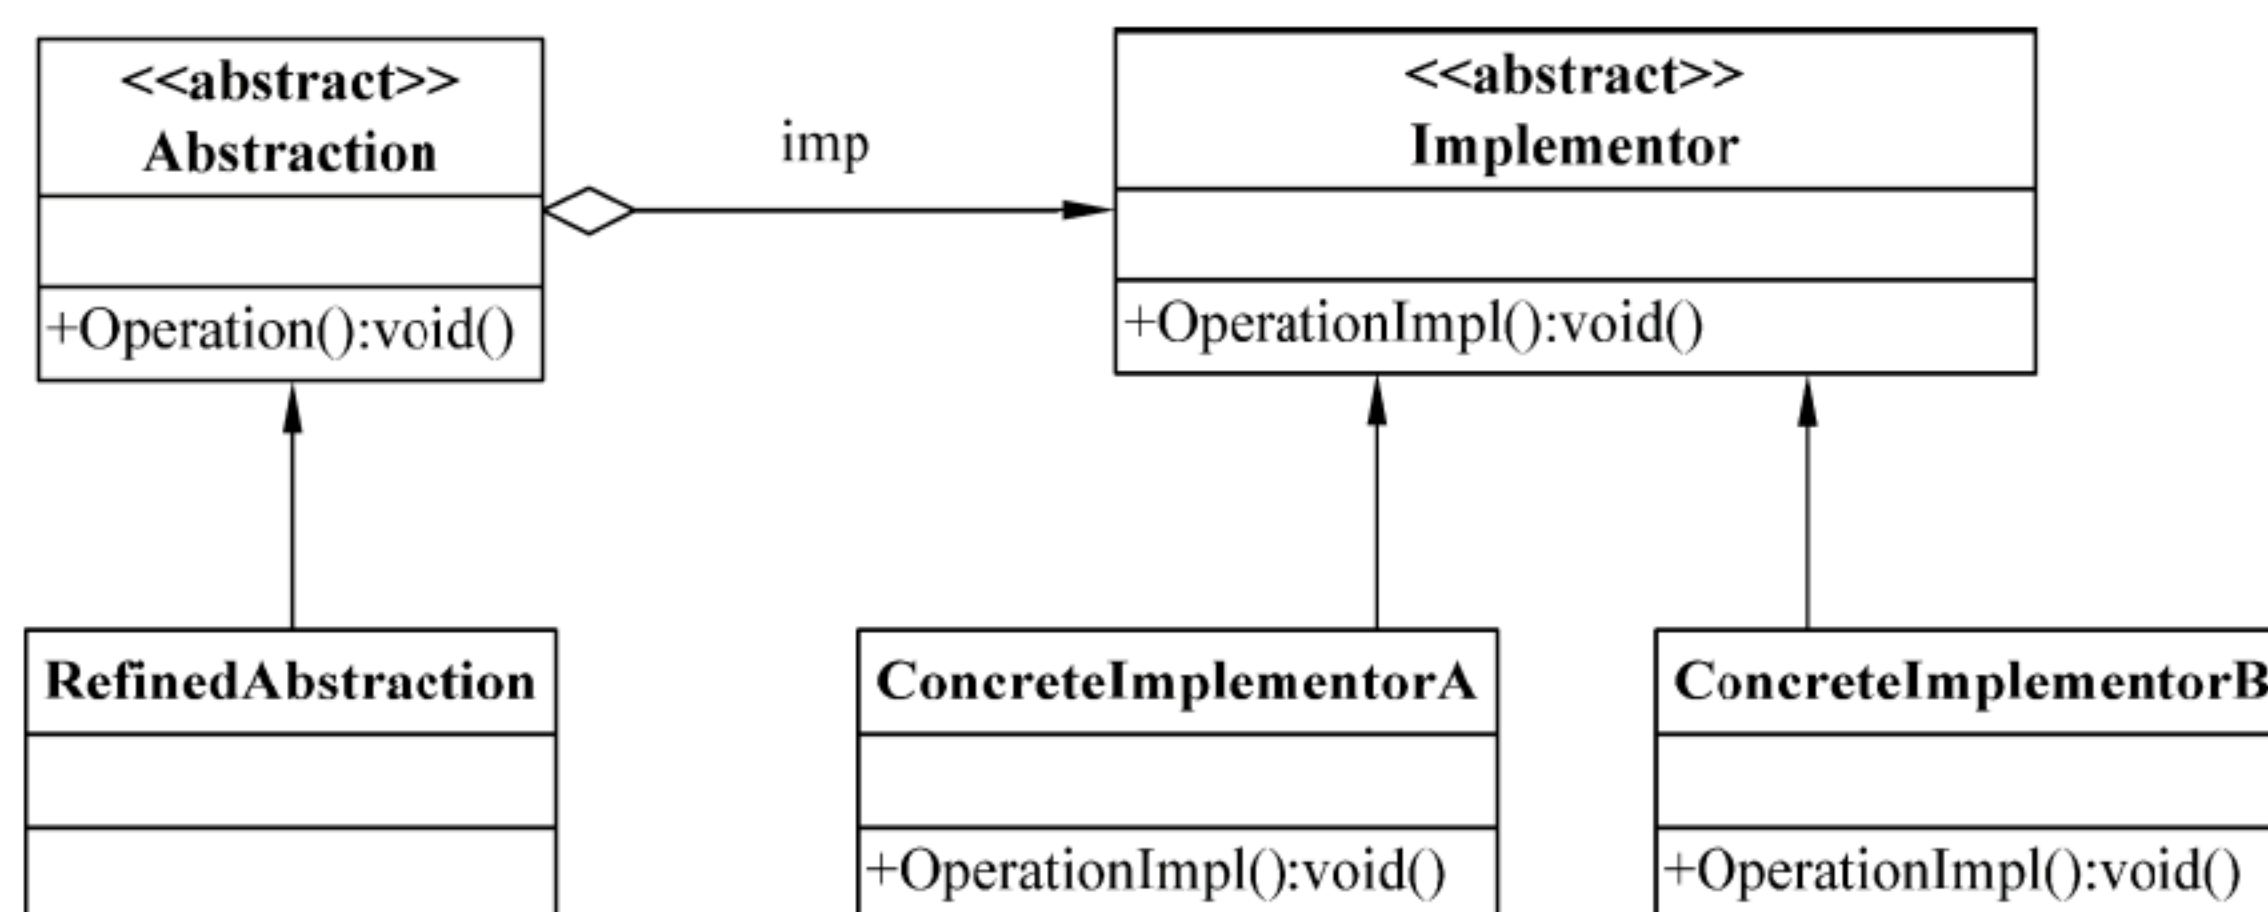 <<abstract>>
Abstraction
+Operation():void()
imp
<<abstract>>
Implementor
+OperationImpl():void()
RefinedAbstraction
ConcreteImplementorA
+OperationImpl():void()
ConcreteImplementorB
+OperationImpl():void()